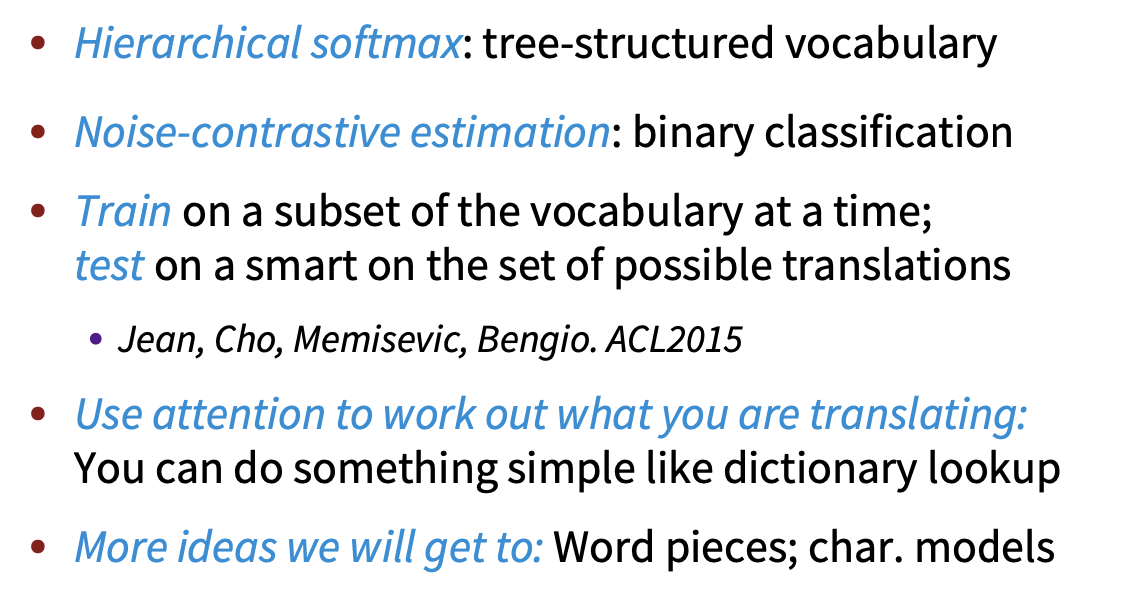 • Hierarchical softmax: tree-structured vocabulary
• Noise-contrastive estimation: binary classification
• Train on a subset of the vocabulary at a time;
test on a smart on the set of possible translations
• Jean, Cho, Memisevic, Bengio. ACL2015
• Use attention to work out what you are translating:
You can do something simple like dictionary lookup
• More ideas we will get to: Word pieces; char. models